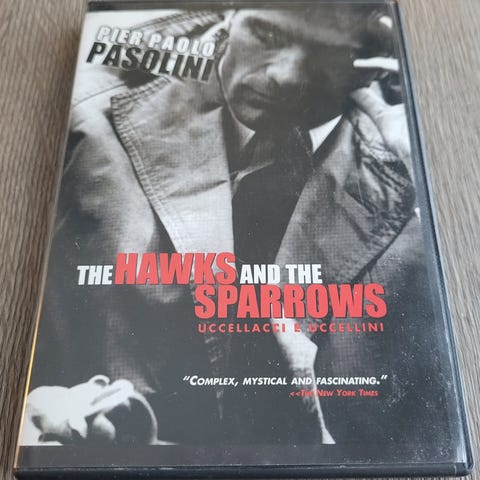 PIER PAOLO
PASOLINI
THE HAWKS AND THE
SPARROWS
UCCELLACCI E UCCELLINI
"COMPLEX, MYSTICAL AND FASCINATING."
<<THE NEW YORK TIMES